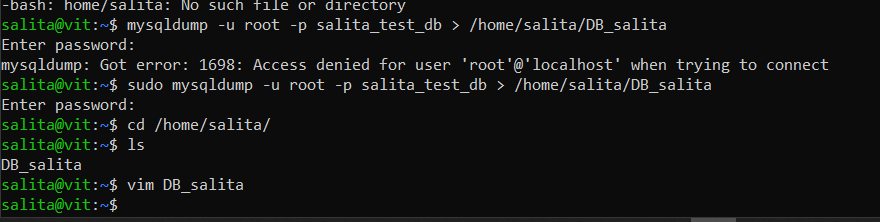 -bash: home/salita: No such file or directory
salita@vit:~$ mysqldump -u root -p salita_test_db > /home/salita/DB_salita
Enter password:
mysqldump: Got error: 1698: Access denied for user 'root'@'localhost' when trying to connect
salita@vit:~$ sudo mysqldump -u root -p salita_test_db > /home/salita/DB_salita
Enter password:
salita@vit:~$ cd /home/salita/
salita@vit:~$ ls
DB_salita
salita@vit:~$ vim DB_salita
salita@vit:~$